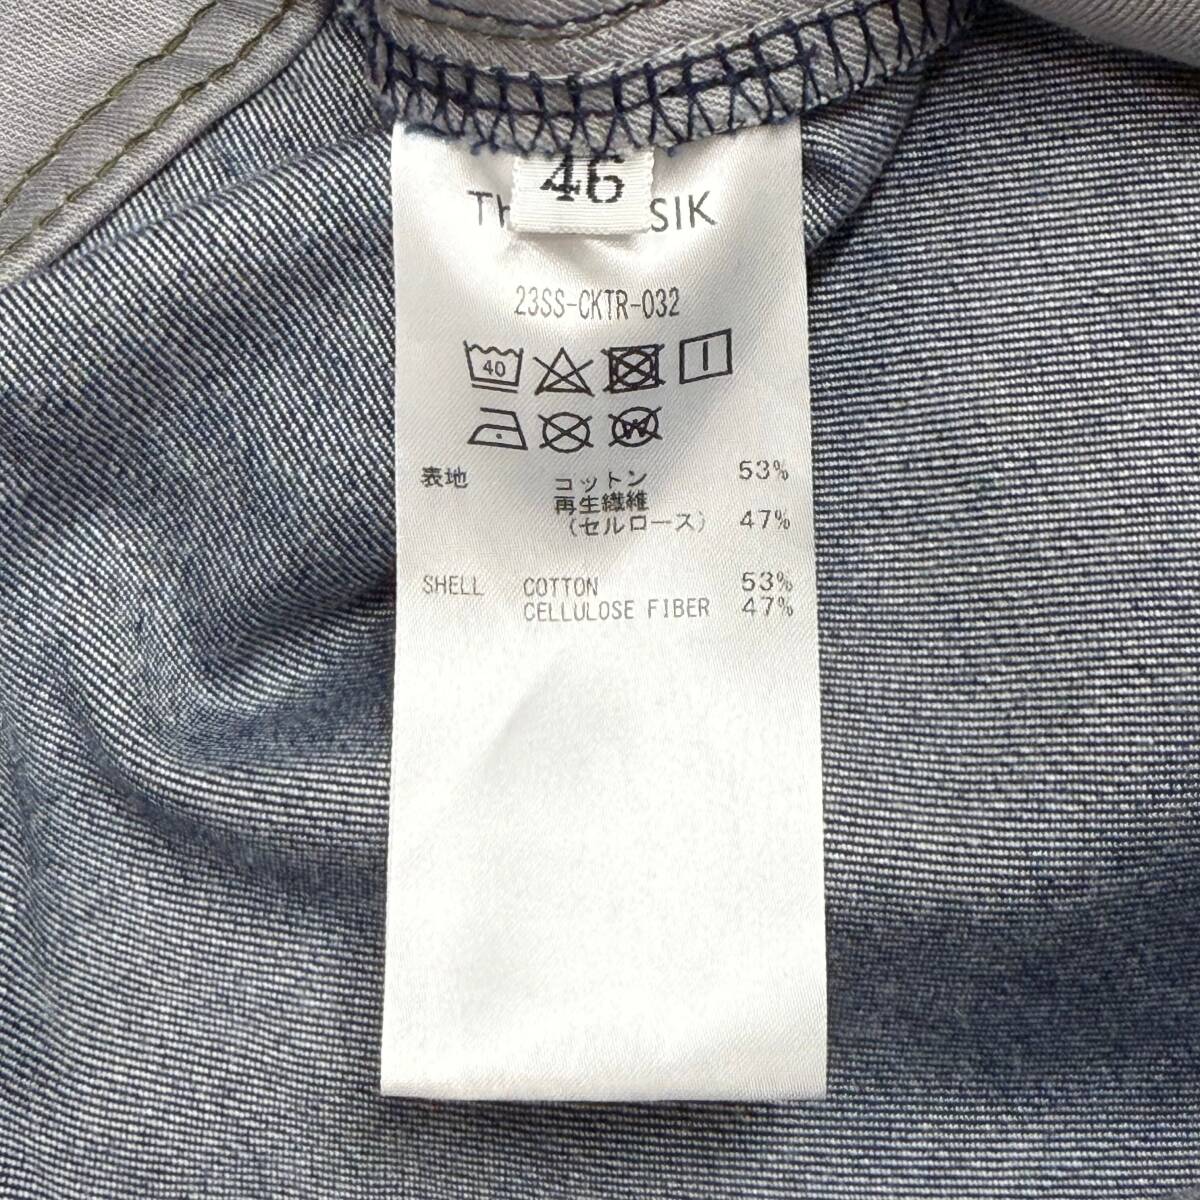 46
SIK
23SS-CKTR-032
40
W
表地 コットン 53%
再生繊維
(セルロース) 47%
SHELL COTTON 53%
CELLULOSE FIBER 47%